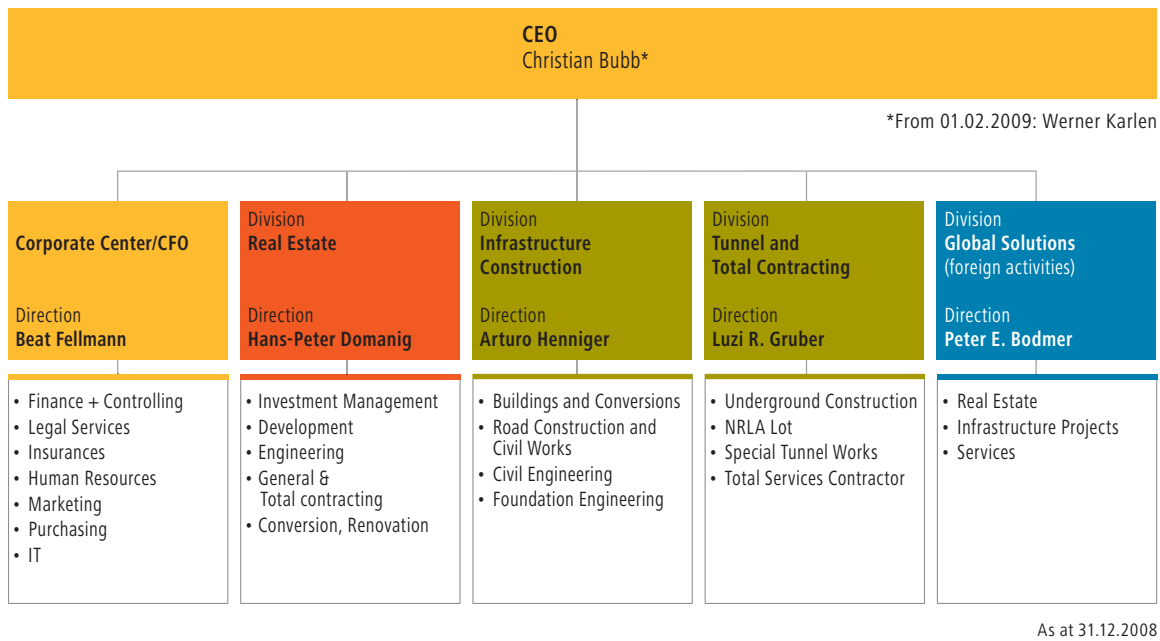 CEO
Christian Bubb*
*From 01.02.2009: Werner Karlen
Corporate Center/CFO
Direction
Beat Fellmann
• Finance + Controlling
• Legal Services
• Insurances
• Human Resources
• Marketing
• Purchasing
• IT
Division
Real Estate
Direction
Hans-Peter Domanig
• Investment Management
• Development
• Engineering
• General &
Total contracting
• Conversion, Renovation
Division
Infrastructure
Construction
Direction
Arturo Henniger
• Buildings and Conversions
• Road Construction and
Civil Works
• Civil Engineering
• Foundation Engineering
Division
Tunnel and
Total Contracting
Direction
Luzi R. Gruber
• Underground Construction
• NRLA Lot
• Special Tunnel Works
• Total Services Contractor
Division
Global Solutions
(foreign activities)
Direction
Peter E. Bodmer
• Real Estate
• Infrastructure Projects
• Services
As at 31.12.2008